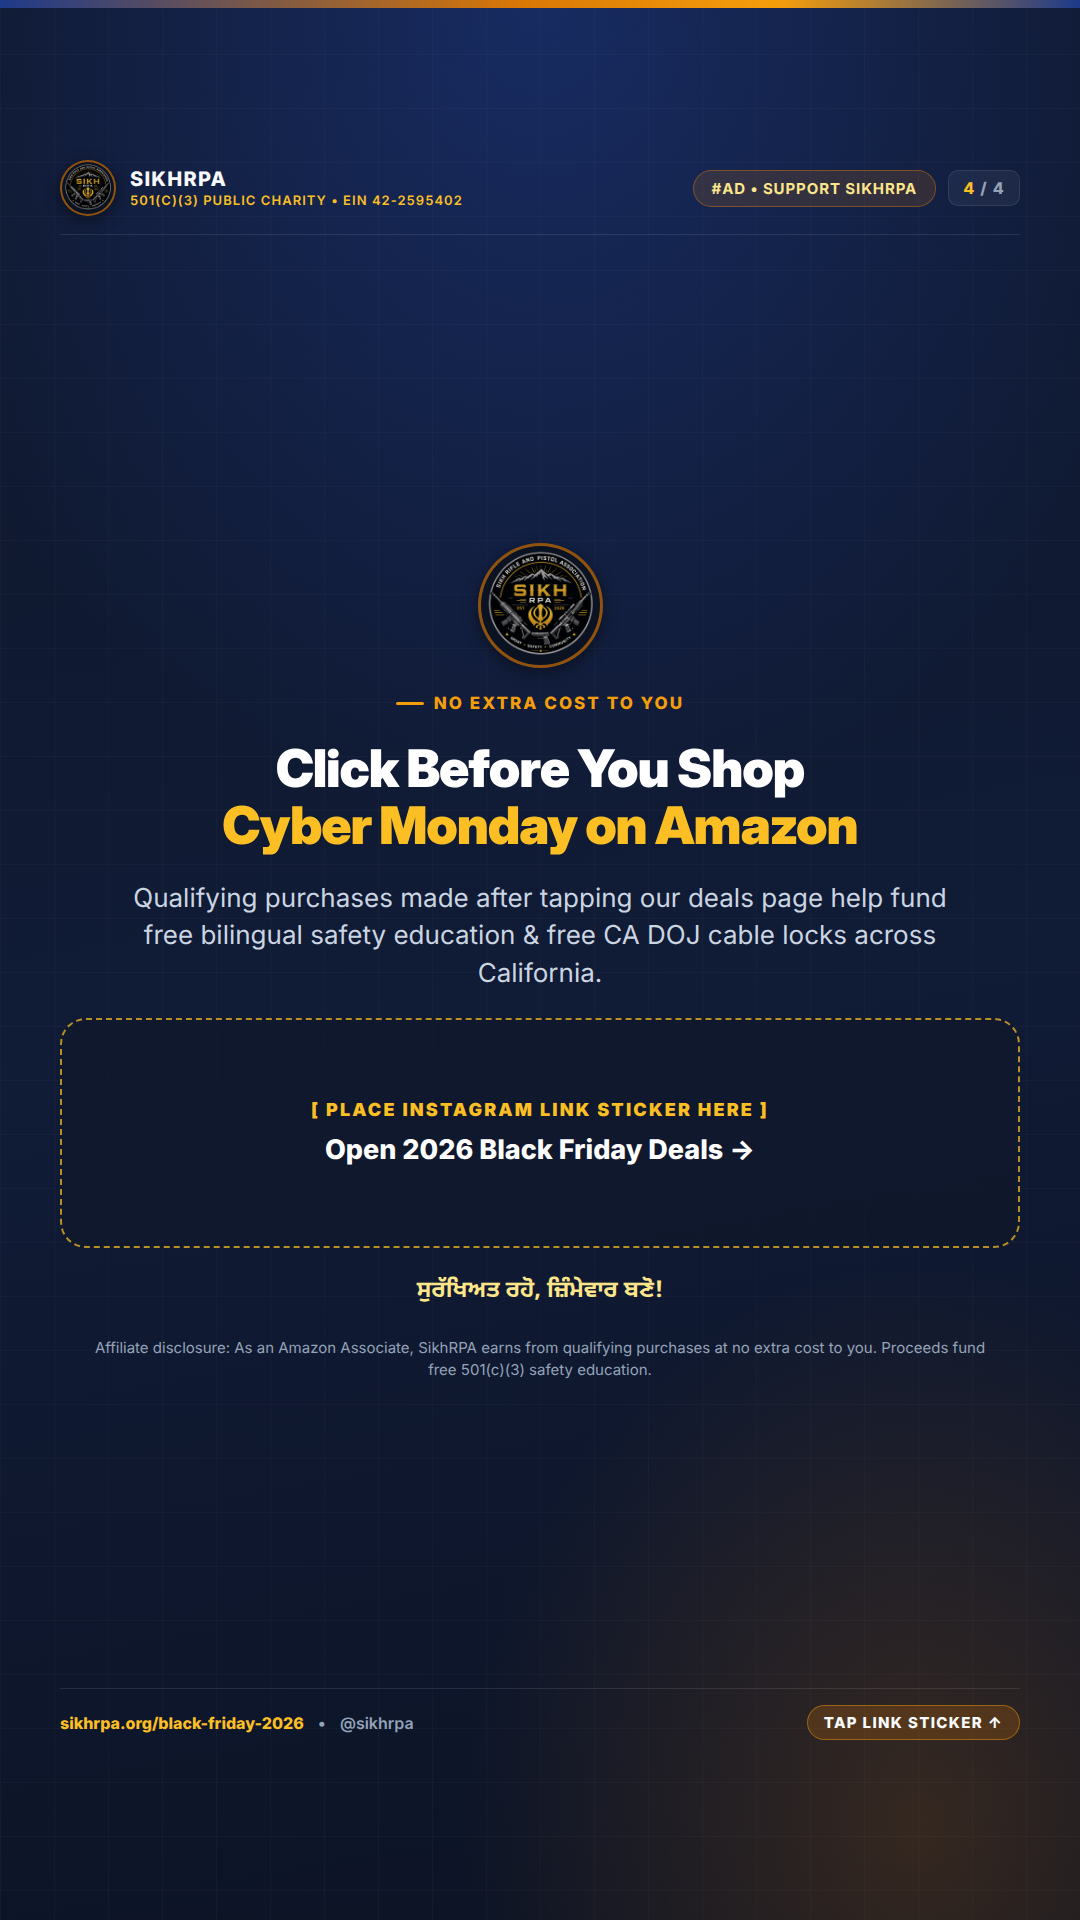 SIKHRPA
501(C)(3) PUBLIC CHARITY • EIN 42-2595402
#AD • SUPPORT SIKHRPA
4 / 4
SIKH RIFLE AND PISTOL ASSOCIATION
SIKH
RPA
NO EXTRA COST TO YOU
Click Before You Shop
Cyber Monday on Amazon
Qualifying purchases made after tapping our deals page help fund
free bilingual safety education & free CA DOJ cable locks across
California.
[ PLACE INSTAGRAM LINK STICKER HERE ]
Open 2026 Black Friday Deals →
ਸੁਰੱਖਿਅਤ ਰਹੋ, ਜ਼ਿੰਮੇਵਾਰ ਬਣੋ!
Affiliate disclosure: As an Amazon Associate, SikhRPA earns from qualifying purchases at no extra cost to you. Proceeds fund
free 501(c)(3) safety education.
sikhrpa.org/black-friday-2026 • @sikhrpa
TAP LINK STICKER ↑